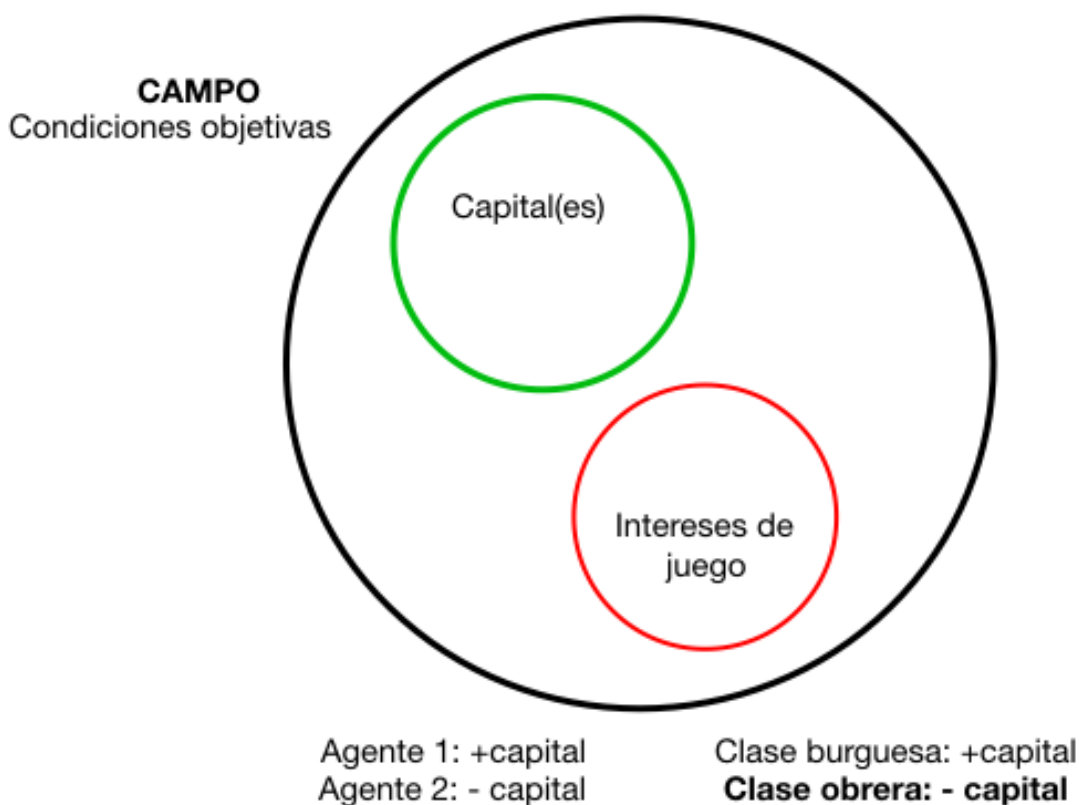 CAMPO
Condiciones objetivas
Capital(es)
Intereses de
juego
Agente 1: +capital
Agente 2: - capital
Clase burguesa: +capital
Clase obrera: - capital